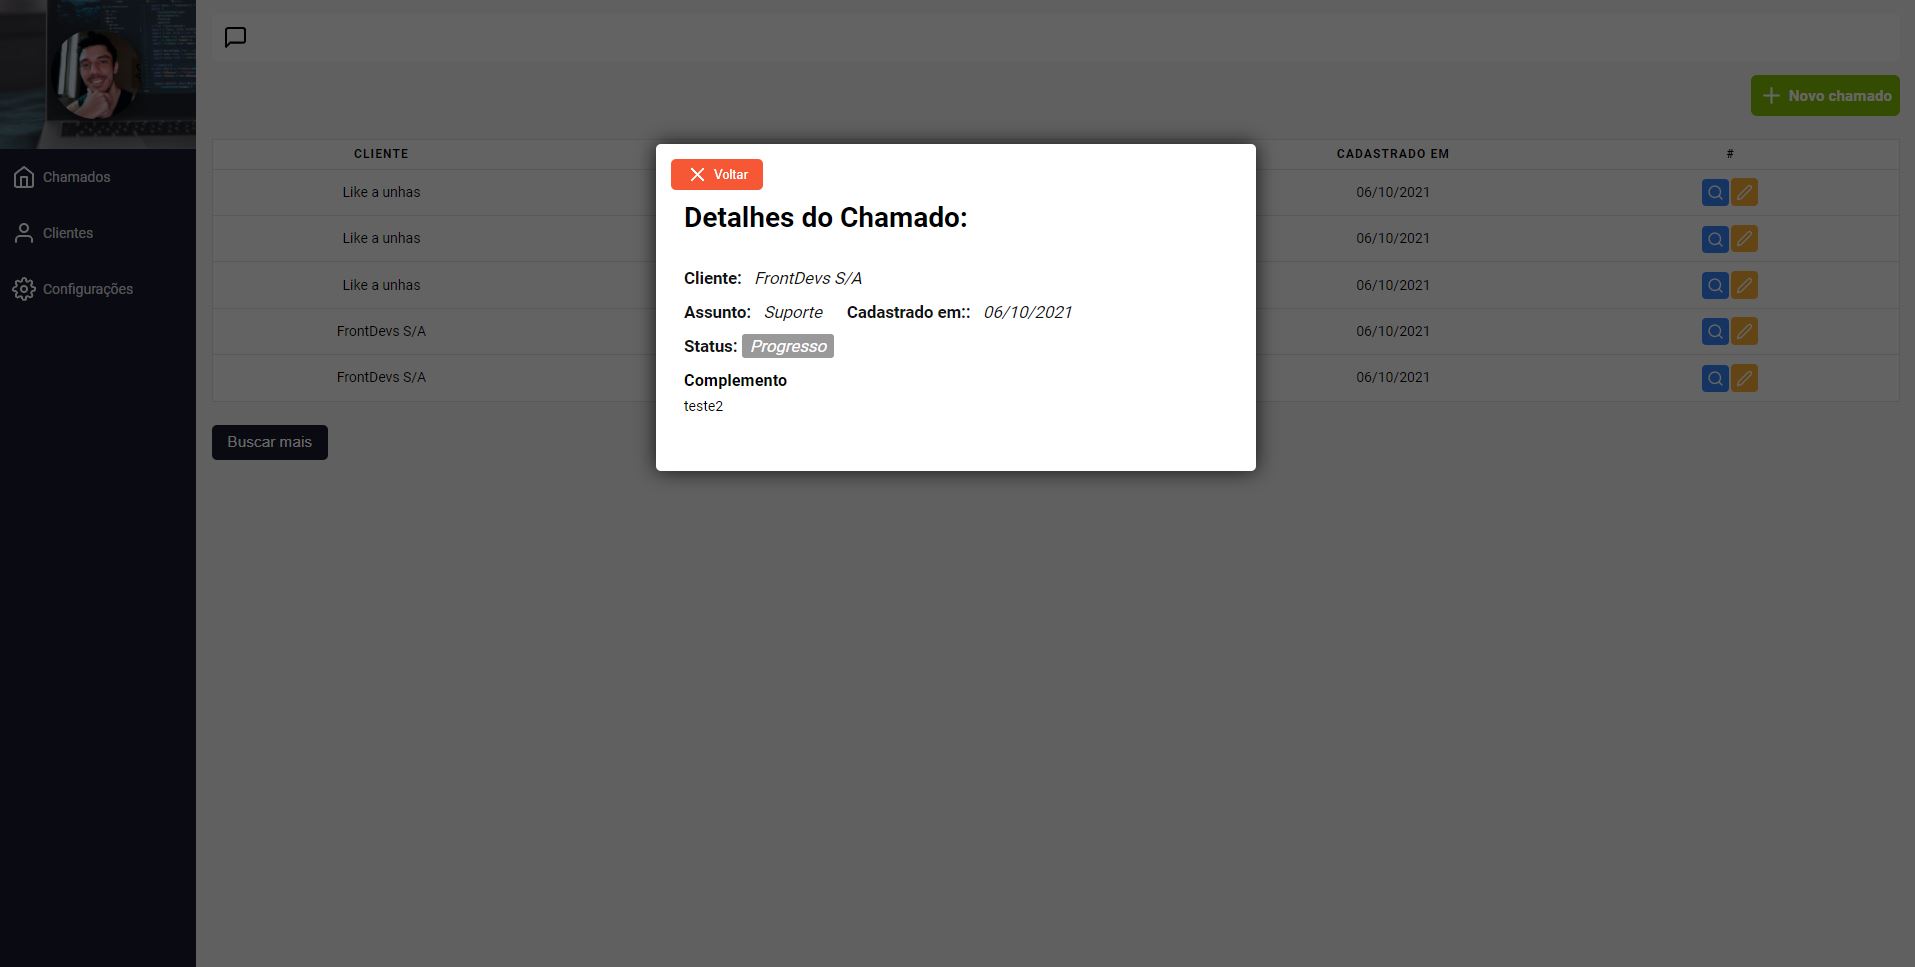 Novo chamado
Chamados
Clientes
Configurações
CLIENTE CADASTRADO EM #
Like a unhas 06/10/2021
Like a unhas 06/10/2021
Like a unhas 06/10/2021
FrontDevs S/A 06/10/2021
FrontDevs S/A 06/10/2021
Buscar mais
Voltar
Detalhes do Chamado:
Cliente: FrontDevs S/A
Assunto: Suporte Cadastrado em:: 06/10/2021
Status: Progresso
Complemento
teste2